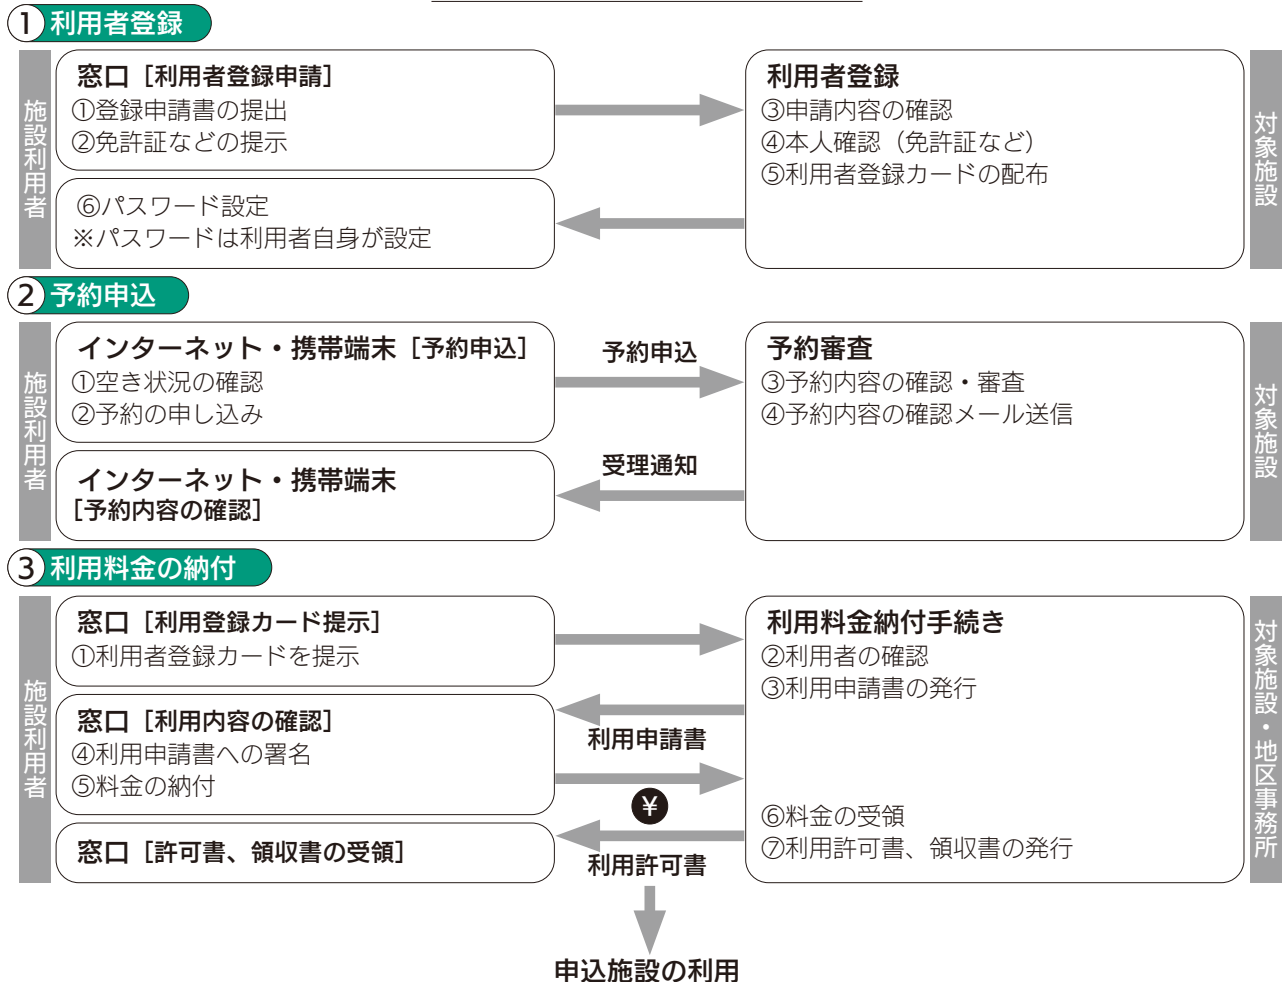 ① 利用者登録
施設利用者
窓口［利用者登録申請］
①登録申請書の提出
②免許証などの提示
⑥パスワード設定
※パスワードは利用者自身が設定
利用者登録
③申請内容の確認
④本人確認（免許証など）
⑤利用者登録カードの配布
対象施設
② 予約申込
施設利用者
インターネット・携帯端末［予約申込］
①空き状況の確認
②予約の申し込み
予約申込
予約審査
③予約内容の確認・審査
④予約内容の確認メール送信
受理通知
インターネット・携帯端末
［予約内容の確認］
対象施設
③ 利用料金の納付
施設利用者
窓口［利用登録カード提示］
①利用者登録カードを提示
利用料金納付手続き
②利用者の確認
③利用申請書の発行
利用申請書
窓口［利用内容の確認］
④利用申請書への署名
⑤料金の納付
¥
⑥料金の受領
⑦利用許可書、領収書の発行
窓口［許可書、領収書の受領］
利用許可書
対象施設・地区事務所
申込施設の利用